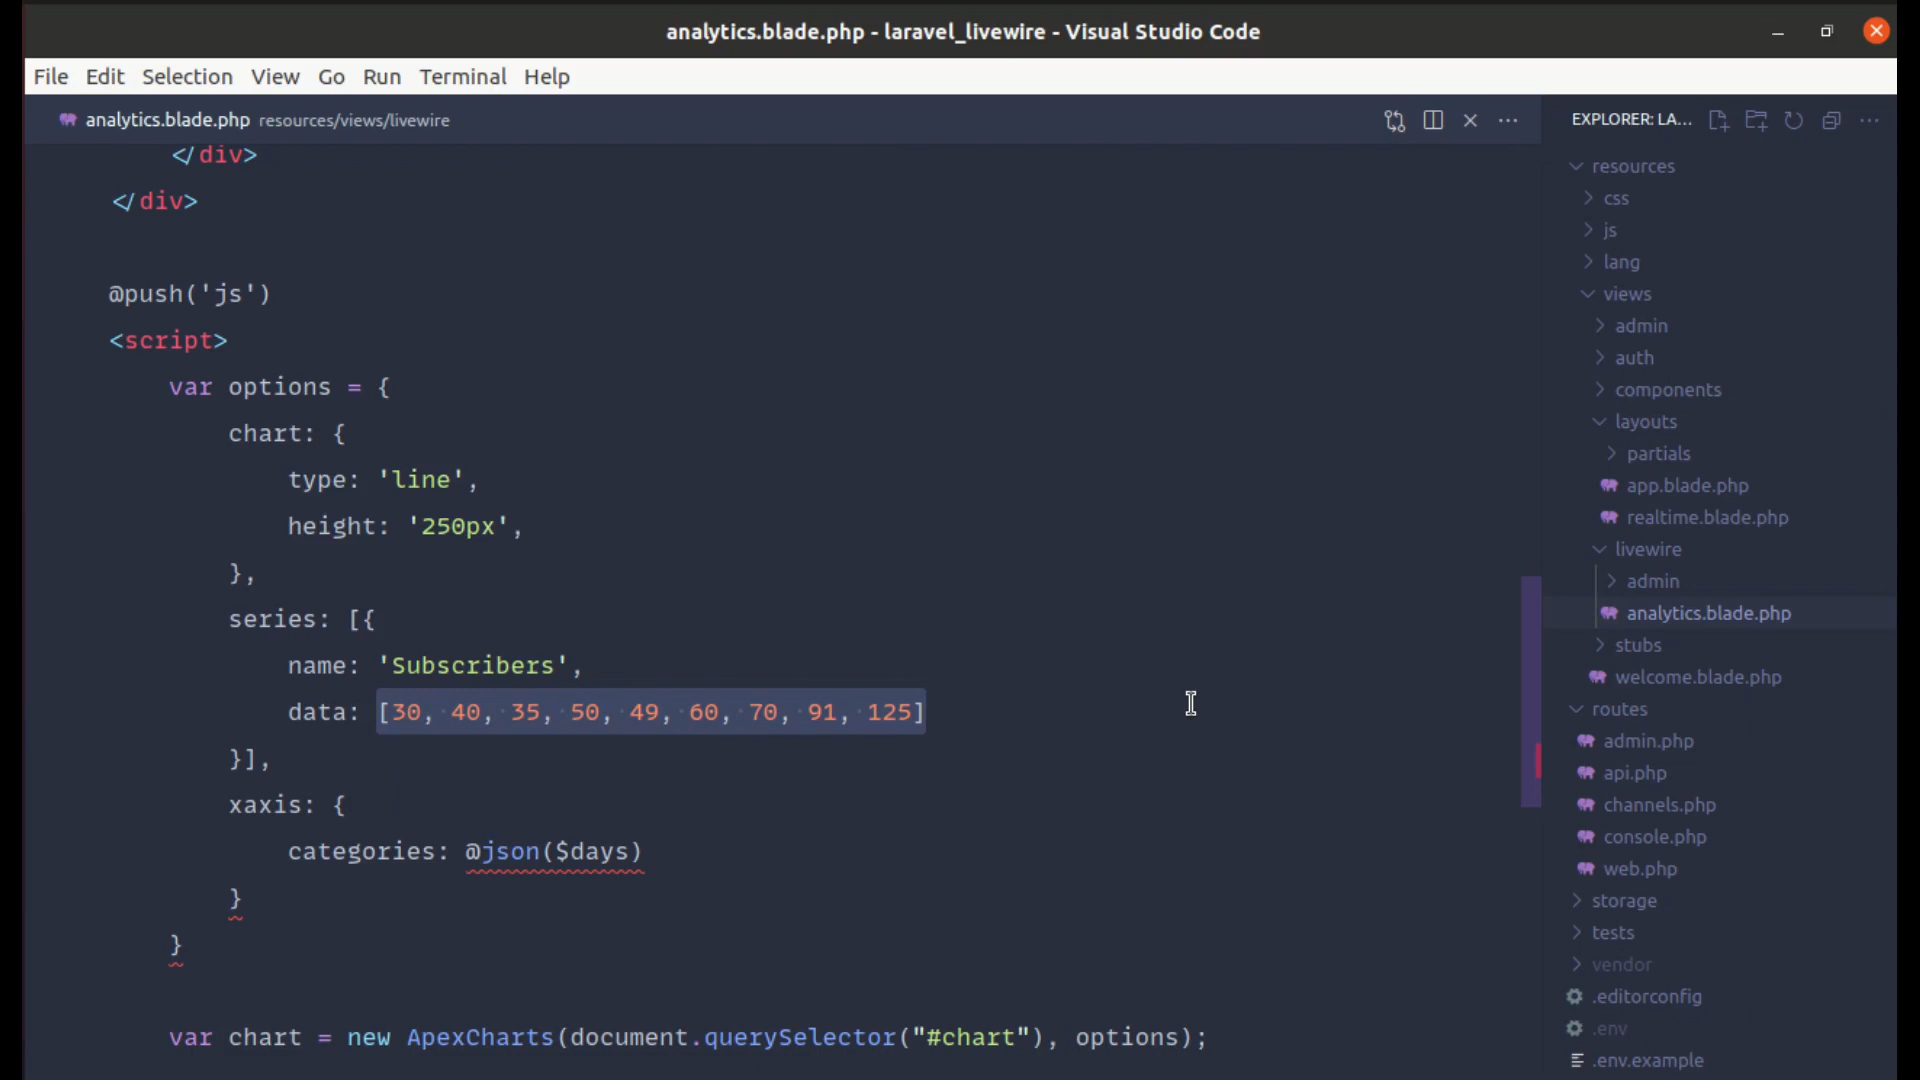 analytics.blade.php - laravel_livewire - Visual Studio Code
File Edit Selection View Go Run Terminal Help
analytics.blade.php resources/views/livewire
</div>
</div>
@push('js')
<script>
var options = {
chart: {
type: 'line',
height: '250px',
},
series: [{
name: 'Subscribers',
data: [30, 40, 35, 50, 49, 60, 70, 91, 125]
}],
xaxis: {
categories: @json($days)
}
}
var chart = new ApexCharts(document.querySelector("#chart"), options);
EXPLORER: LA...
resources
css
js
lang
views
admin
auth
components
layouts
partials
app.blade.php
realtime.blade.php
livewire
admin
analytics.blade.php
stubs
welcome.blade.php
routes
admin.php
api.php
channels.php
console.php
web.php
storage
tests
vendor
.editorconfig
.env
.env.example